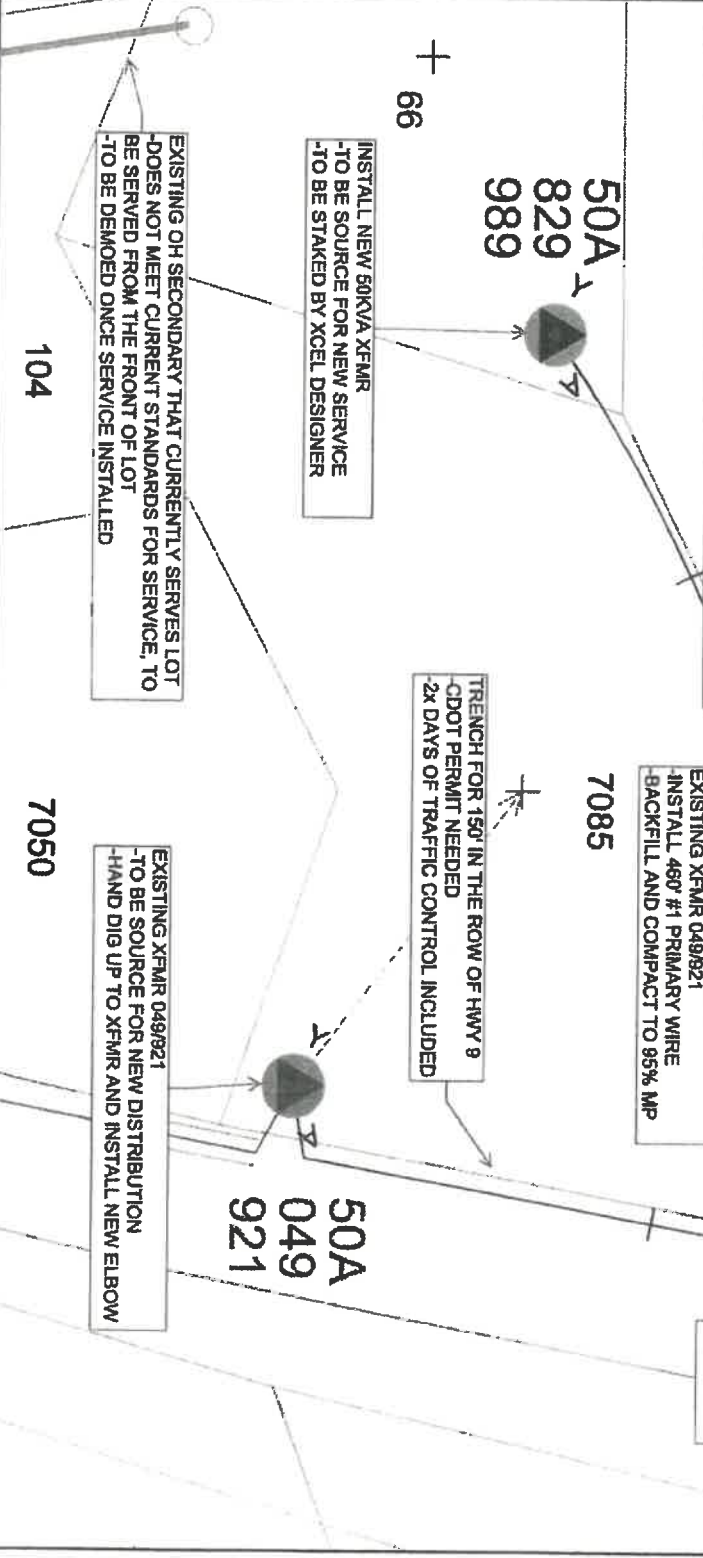 50A
829
989
66
INSTALL NEW 50KVA XFMR
-TO BE SOURCE FOR NEW SERVICE
-TO BE STAKED BY XCEL DESIGNER
EXISTING OH SECONDARY THAT CURRENTLY SERVES LOT
-DOES NOT MEET CURRENT STANDARDS FOR SERVICE, TO
BE SERVED FROM THE FRONT OF LOT
-TO BE DEMOED ONCE SERVICE INSTALLED
104
EXISTING XFMR 049/921
-INSTALL 460' #1 PRIMARY WIRE
-BACKFILL AND COMPACT TO 95% MP
7085
TRENCH FOR 150' IN THE ROW OF HWY 9
-CDOT PERMIT NEEDED
-2x DAYS OF TRAFFIC CONTROL INCLUDED
7050
EXISTING XFMR 049/921
-TO BE SOURCE FOR NEW DISTRIBUTION
-HAND DIG UP TO XFMR AND INSTALL NEW ELBOW
50A
049
921